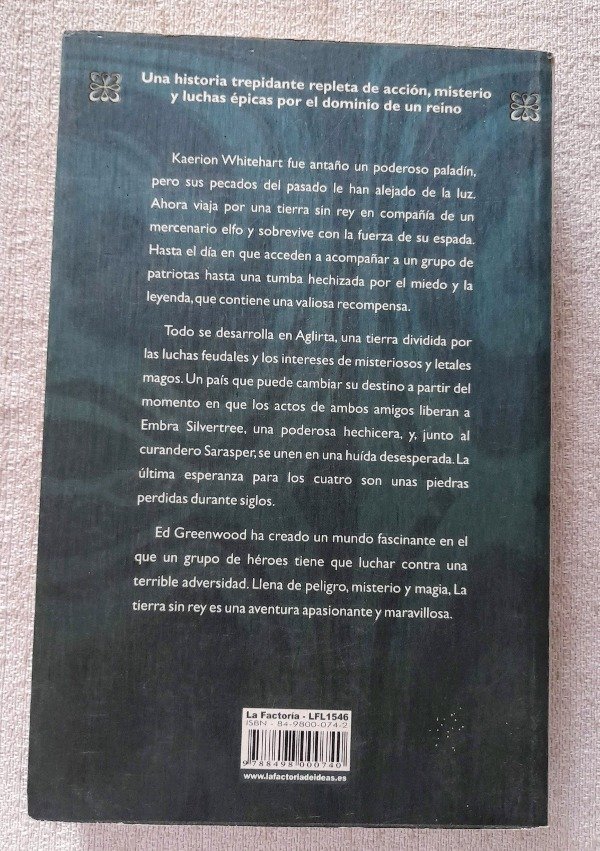 Una historia trepidante repleta de acción, misterio
y luchas épicas por el dominio de un reino
Kaerion Whitehart fue antaño un poderoso paladín,
pero sus pecados del pasado le han alejado de la luz.
Ahora viaja por una tierra sin rey en compañía de un
mercenario elfo y sobrevive con la fuerza de su espada.
Hasta el día en que acceden a acompañar a un grupo de
patriotas hasta una tumba hechizada por el miedo y la
leyenda, que contiene una valiosa recompensa.
Todo se desarrolla en Aglirta, una tierra dividida por
las luchas feudales y los intereses de misteriosos y letales
magos. Un país que puede cambiar su destino a partir del
momento en que los actos de ambos amigos liberan a
Embra Silvertree, una poderosa hechicera, y, junto al
curandero Sarasper, se unen en una huída desesperada. La
última esperanza para los cuatro son unas piedras
perdidas durante siglos.
Ed Greenwood ha creado un mundo fascinante en el
que un grupo de héroes tiene que luchar contra una
terrible adversidad. Llena de peligro, misterio y magia, La
tierra sin rey es una aventura apasionante y maravillosa.
La Factoría - LFL1546
ISBN - 84-9800-074-2
9788498000740
www.lafactoriadeideas.es